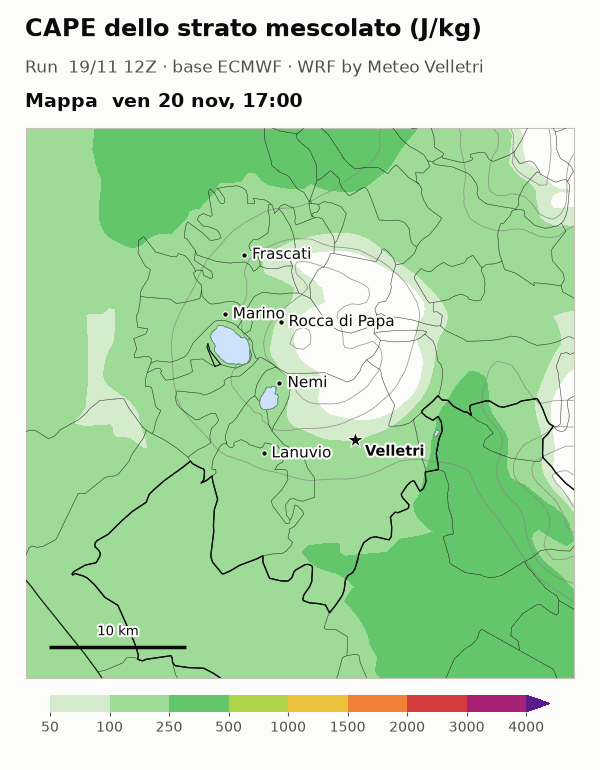 CAPE dello strato mescolato (J/kg)
Run  19/11 12Z · base ECMWF · WRF by Meteo Velletri
Mappa  ven 20 nov, 17:00
Frascati
Marino
Rocca di Papa
Nemi
Velletri
Lanuvio
10 km
50 100 250 500 1000 1500 2000 3000 4000